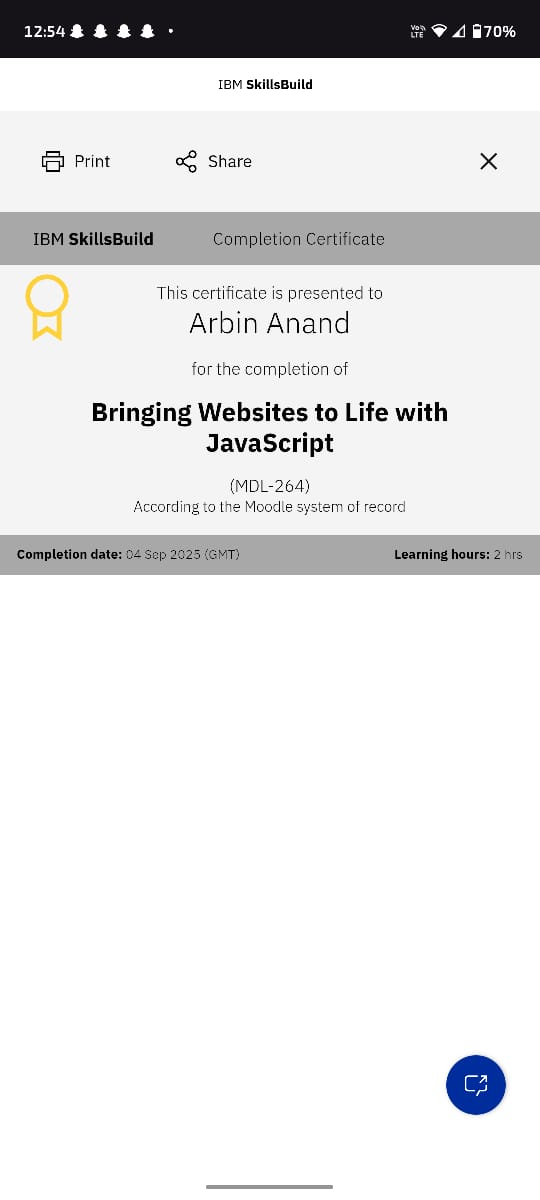 12:54
Vo)) LTE
70%
IBM SkillsBuild
Print
Share
IBM SkillsBuild
Completion Certificate
This certificate is presented to
Arbin Anand
for the completion of
Bringing Websites to Life with
JavaScript
(MDL-264)
According to the Moodle system of record
Completion date: 04 Sep 2025 (GMT)
Learning hours: 2 hrs